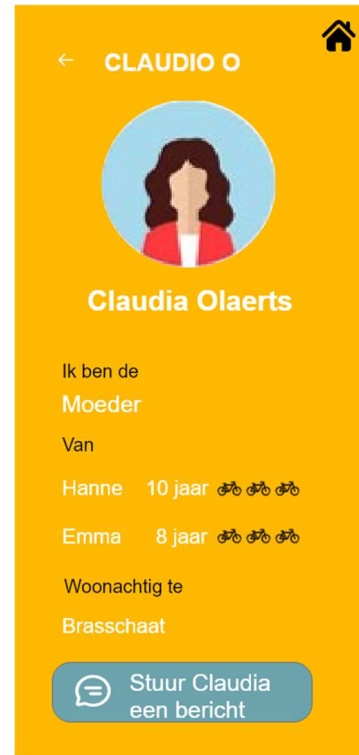 CLAUDIO O
Claudia Olaerts
Ik ben de
Moeder
Van
Hanne 10 jaar
Emma 8 jaar
Woonachtig te
Brasschaat
Stuur Claudia
een bericht